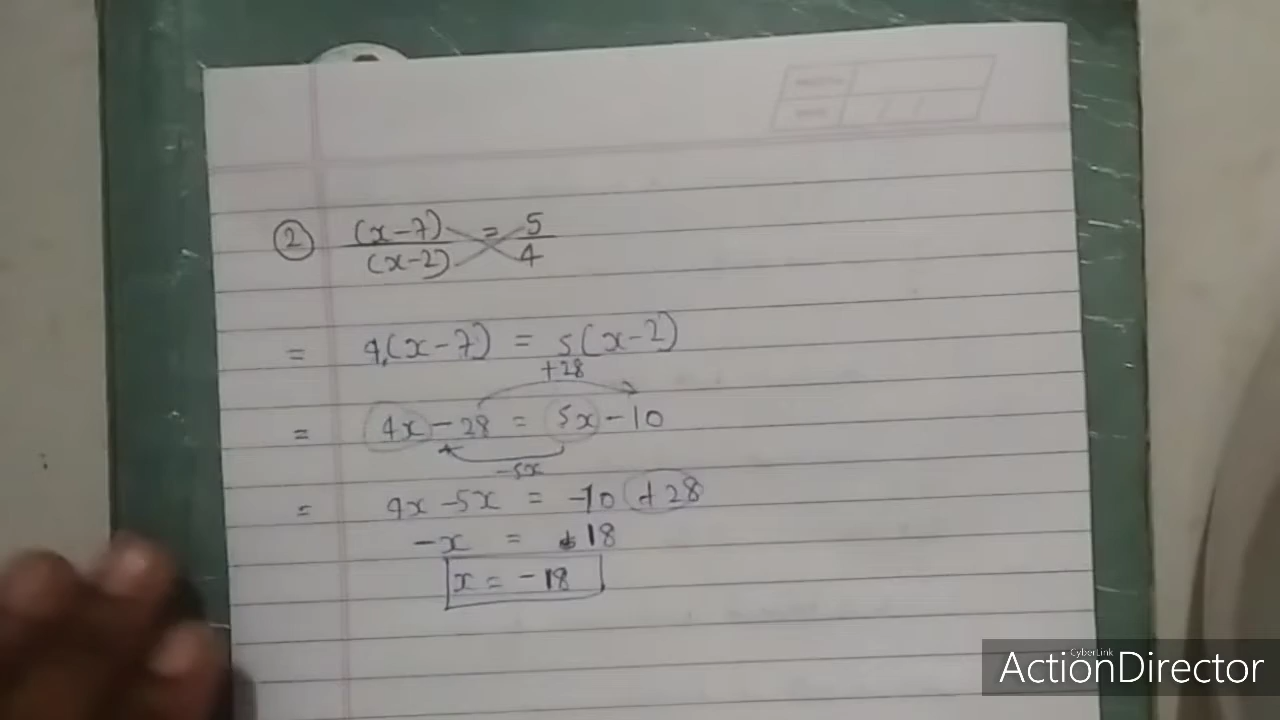 ② (x-7)/(x-2) = 5/4
= 4(x-7) = 5(x-2)
+28
= 4x - 28 = 5x - 10
-5x
= 4x - 5x = -10 + 28
-x = +18
x = -18
CyberLink
ActionDirector